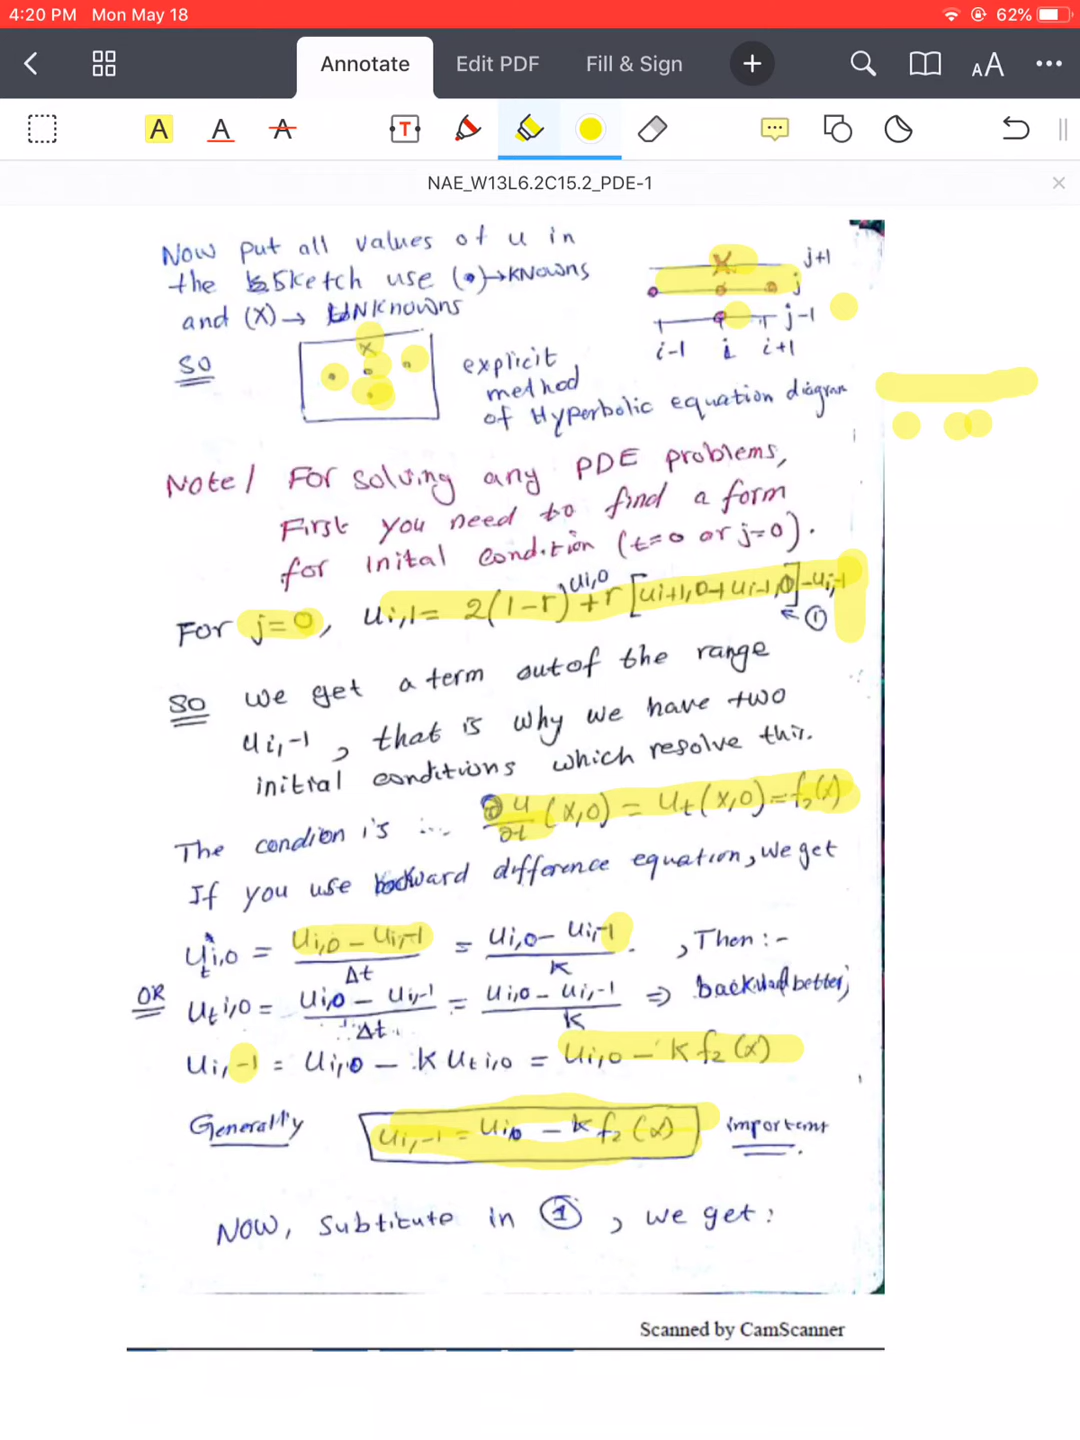 4:20 PM Mon May 18
62%
Annotate
Edit PDF
Fill & Sign
AA
A A A T
NAE_W13L6.2C15.2_PDE-1
Now put all values of u in
the Sketch use (•)→KNOWNS
and (X)→ UNKnowns
j+1
j
j-1
i-1 i i+1
SO
X
explicit
method
of Hyperbolic equation diagram
Note/ For solving any PDE problems,
First you need to find a form
for inital condition (t=0 or j=0).
For j=0, ui,1= 2(1-r) ui,0 +r [ui+1,0+ui-1,0]-ui,-1
← ①
SO we get a term out of the range
ui,-1 , that is why we have two
initial conditions which resolve this.
The condion is ... ∂u/∂t (x,0) = ut(x,0)=f2(x)
If you use backward difference equation, we get
uti,0 = (ui,0 - ui,-1)/Δt = (ui,0 - ui,-1)/K , Then :-
OR uti,0 = (ui,0 - ui,-1)/Δt = (ui,0 - ui,-1)/K ⇒ backward better,
ui,-1 = ui,0 - K uti,0 = ui,0 - K f2(x)
Generally ui,-1 = ui,0 - K f2(x) important
NOW, Subtitute in ① , we get:
Scanned by CamScanner